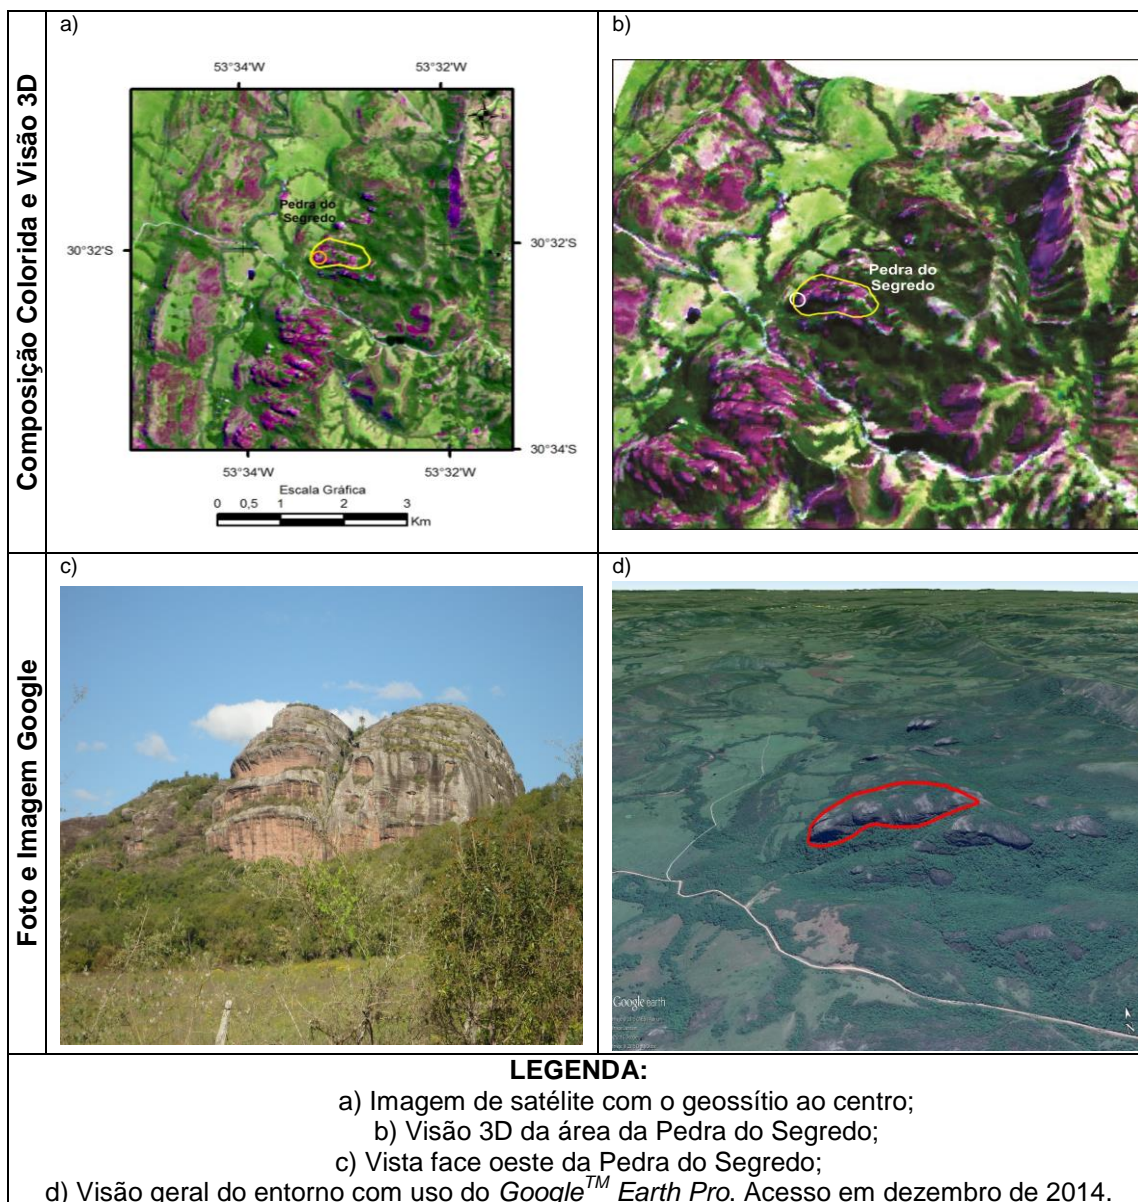 Composição Colorida e Visão 3D
a)
53°34'W
53°32'W
Pedra do
Segredo
30°32'S
30°32'S
30°34'S
53°34'W
53°32'W
Escala Gráfica
0 0,5 1 2 3
Km
b)
Pedra do
Segredo
Foto e Imagem Google
c)
d)
Google earth
N
LEGENDA:
a) Imagem de satélite com o geossítio ao centro;
b) Visão 3D da área da Pedra do Segredo;
c) Vista face oeste da Pedra do Segredo;
d) Visão geral do entorno com uso do Google™ Earth Pro. Acesso em dezembro de 2014.